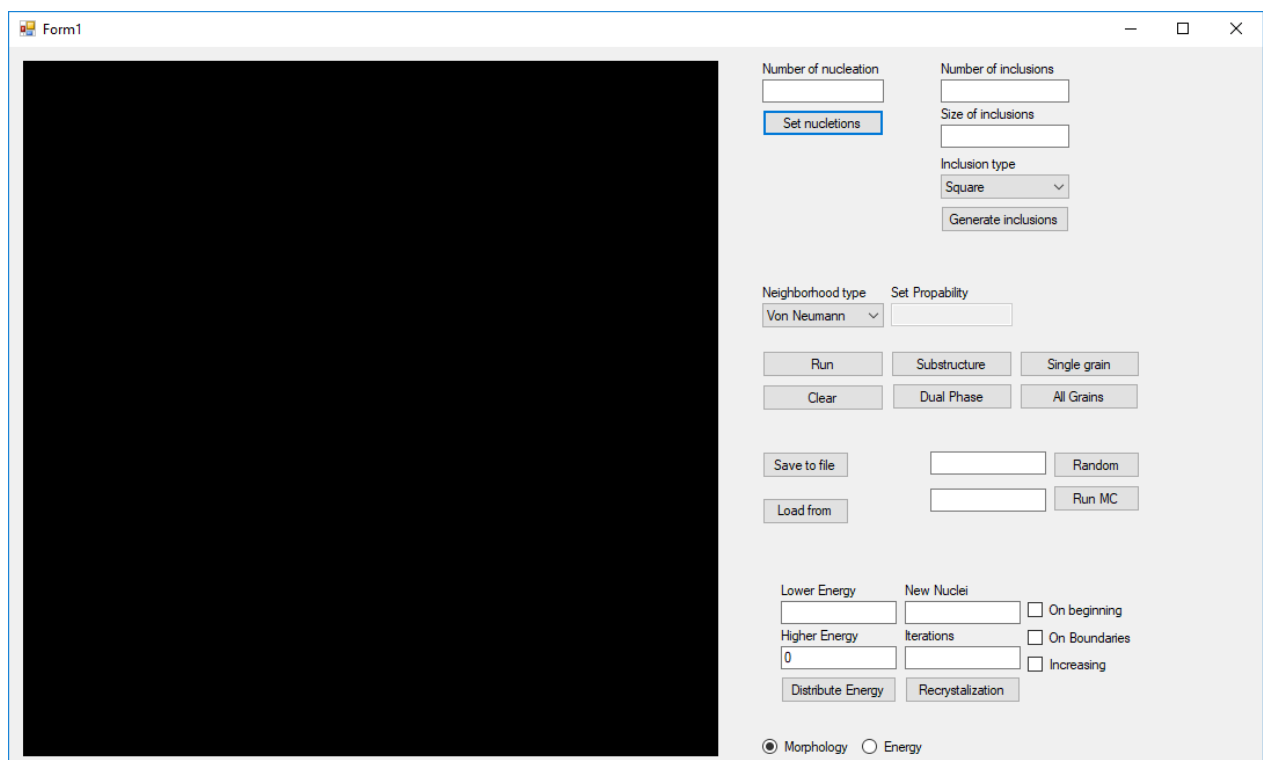 Form1
Number of nucleation
Number of inclusions
Set nucletions
Size of inclusions
Inclusion type
Square
Generate inclusions
Neighborhood type
Set Propability
Von Neumann
Run
Substructure
Single grain
Clear
Dual Phase
All Grains
Save to file
Random
Load from
Run MC
Lower Energy
New Nuclei
On beginning
Higher Energy
Iterations
On Boundaries
0
Increasing
Distribute Energy
Recrystalization
Morphology
Energy